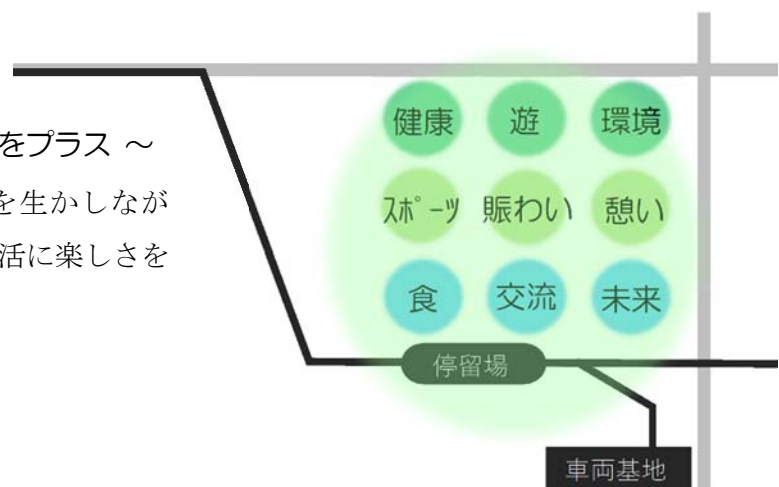 をプラス ～
を生かしなが
活に楽しさを
健康 遊 環境
スポーツ 賑わい 憩い
食 交流 未来
停留場
車両基地